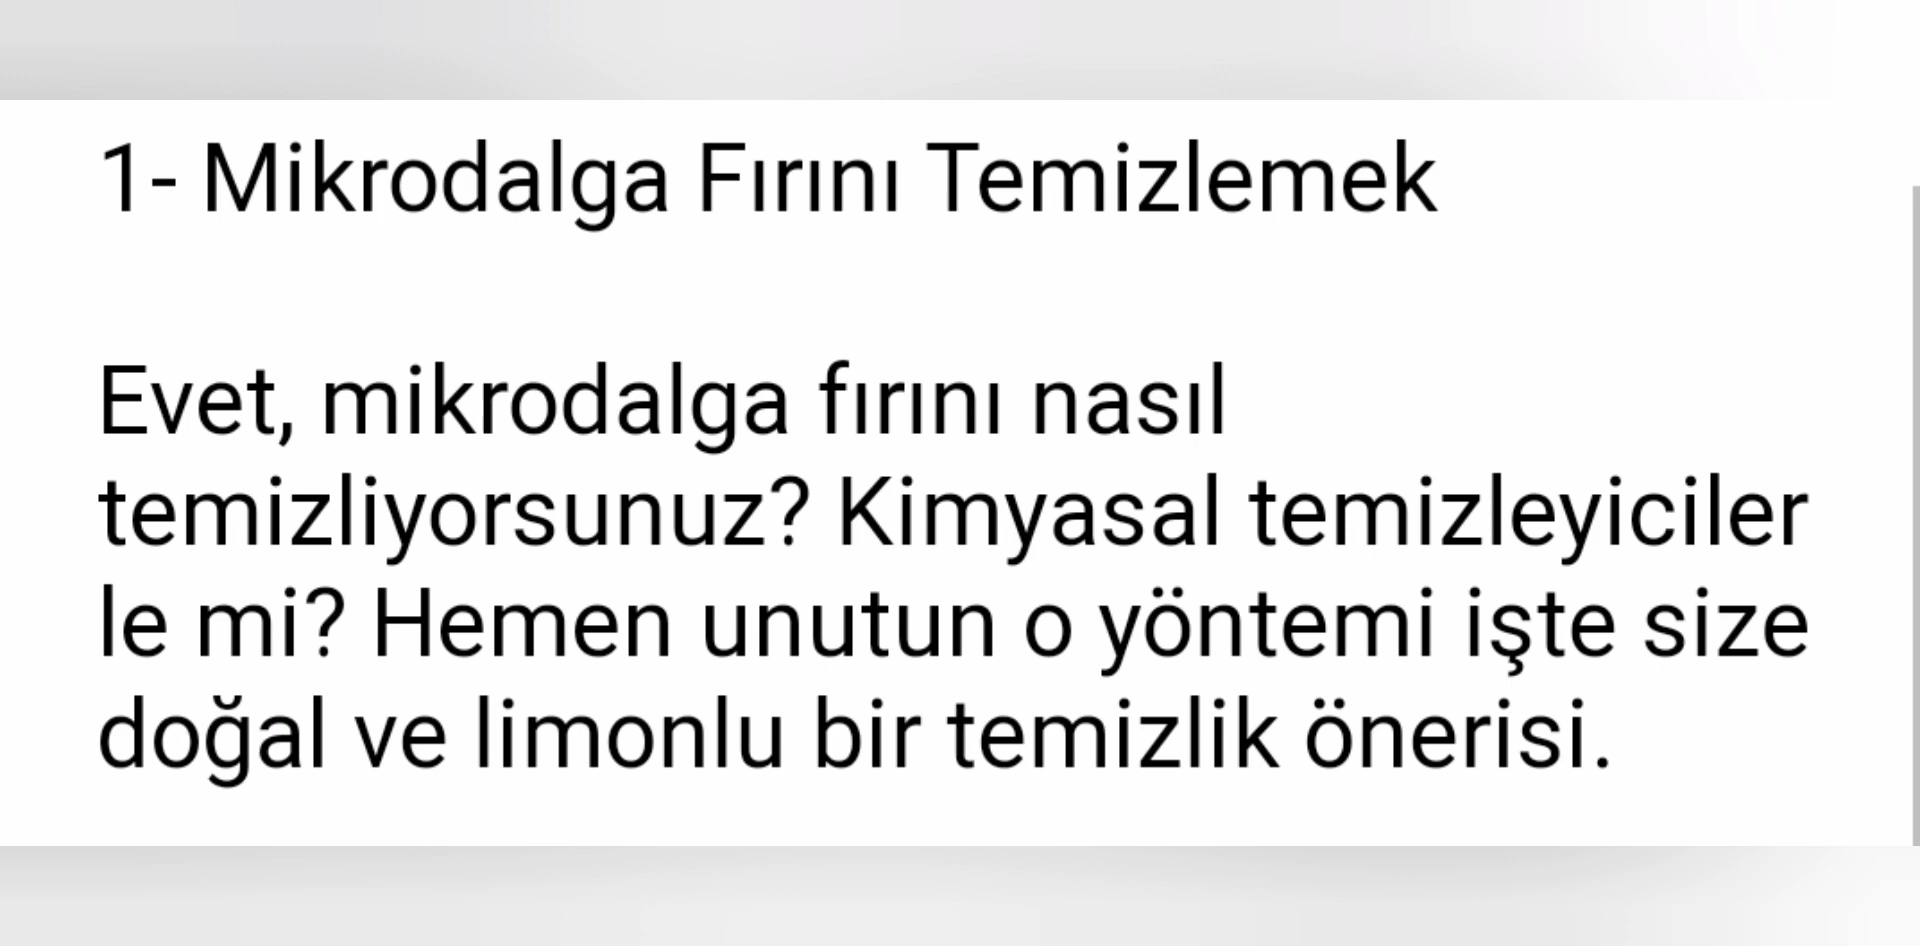 1- Mikrodalga Fırını Temizlemek
Evet, mikrodalga fırını nasıl
temizliyorsunuz? Kimyasal temizleyiciler
le mi? Hemen unutun o yöntemi işte size
doğal ve limonlu bir temizlik önerisi.